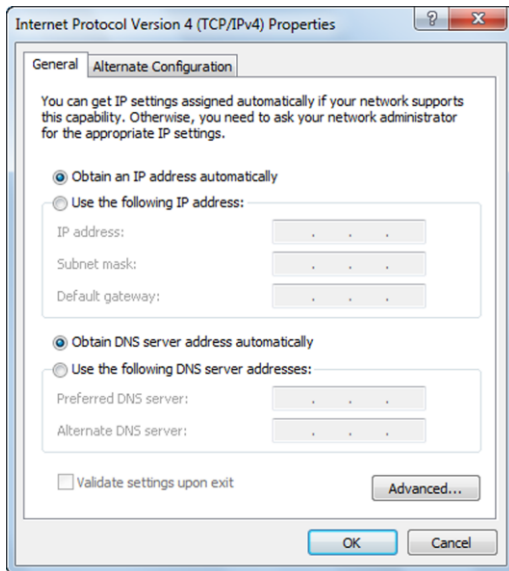 Internet Protocol Version 4 (TCP/IPv4) Properties
General
Alternate Configuration
You can get IP settings assigned automatically if your network supports
this capability. Otherwise, you need to ask your network administrator
for the appropriate IP settings.
Obtain an IP address automatically
Use the following IP address:
IP address:
Subnet mask:
Default gateway:
Obtain DNS server address automatically
Use the following DNS server addresses:
Preferred DNS server:
Alternate DNS server:
Validate settings upon exit
Advanced...
OK
Cancel